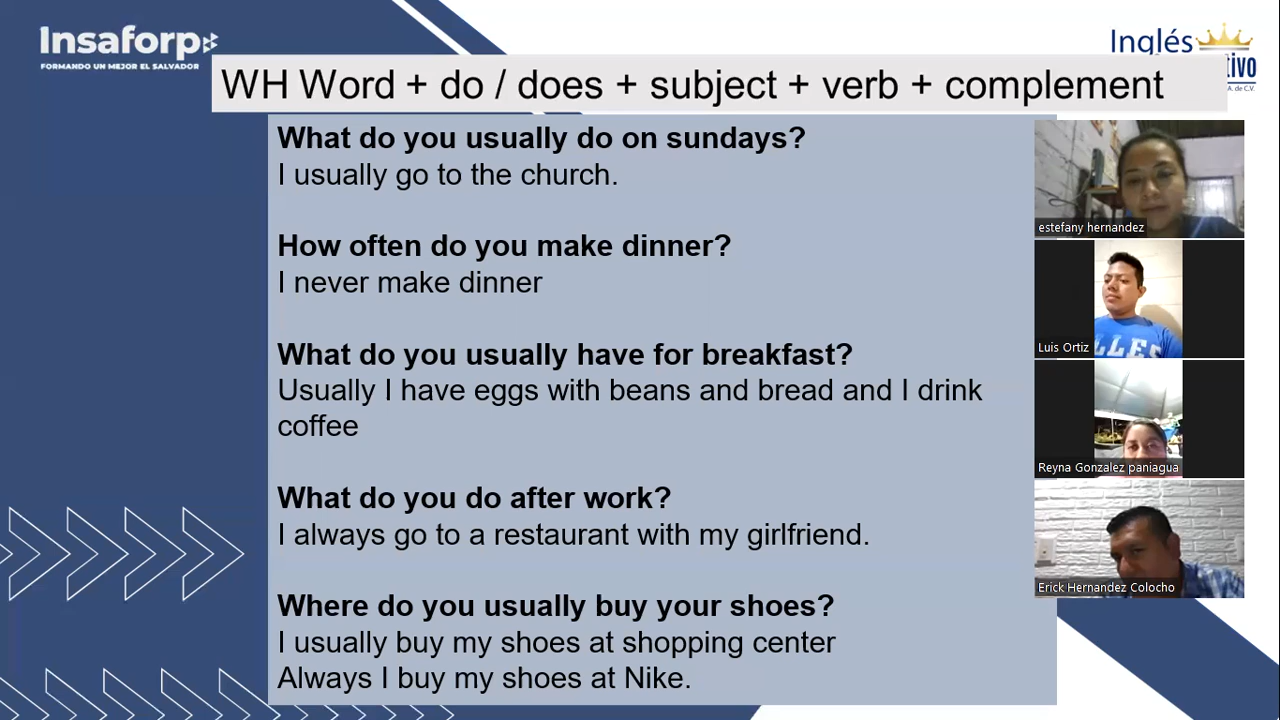 Insaforp
FORMANDO UN MEJOR EL SALVADOR
Inglés
tivo
A. de C.V.
WH Word + do / does + subject + verb + complement
What do you usually do on sundays?
I usually go to the church.
How often do you make dinner?
I never make dinner
What do you usually have for breakfast?
Usually I have eggs with beans and bread and I drink
coffee
What do you do after work?
I always go to a restaurant with my girlfriend.
Where do you usually buy your shoes?
I usually buy my shoes at shopping center
Always I buy my shoes at Nike.
estefany hernandez
Luis Ortiz
Reyna Gonzalez paniagua
Erick Hernandez Colocho